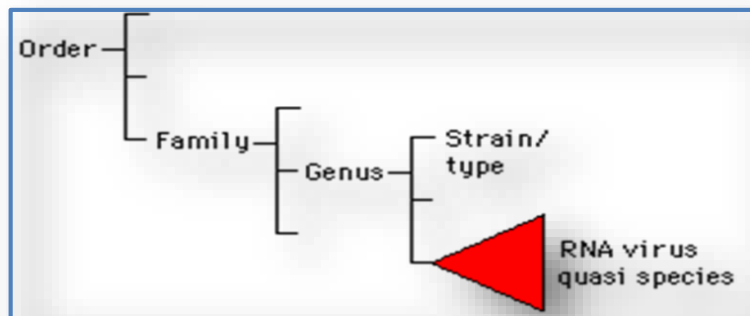 Order
Family
Genus
Strain/
type
RNA virus
quasi species